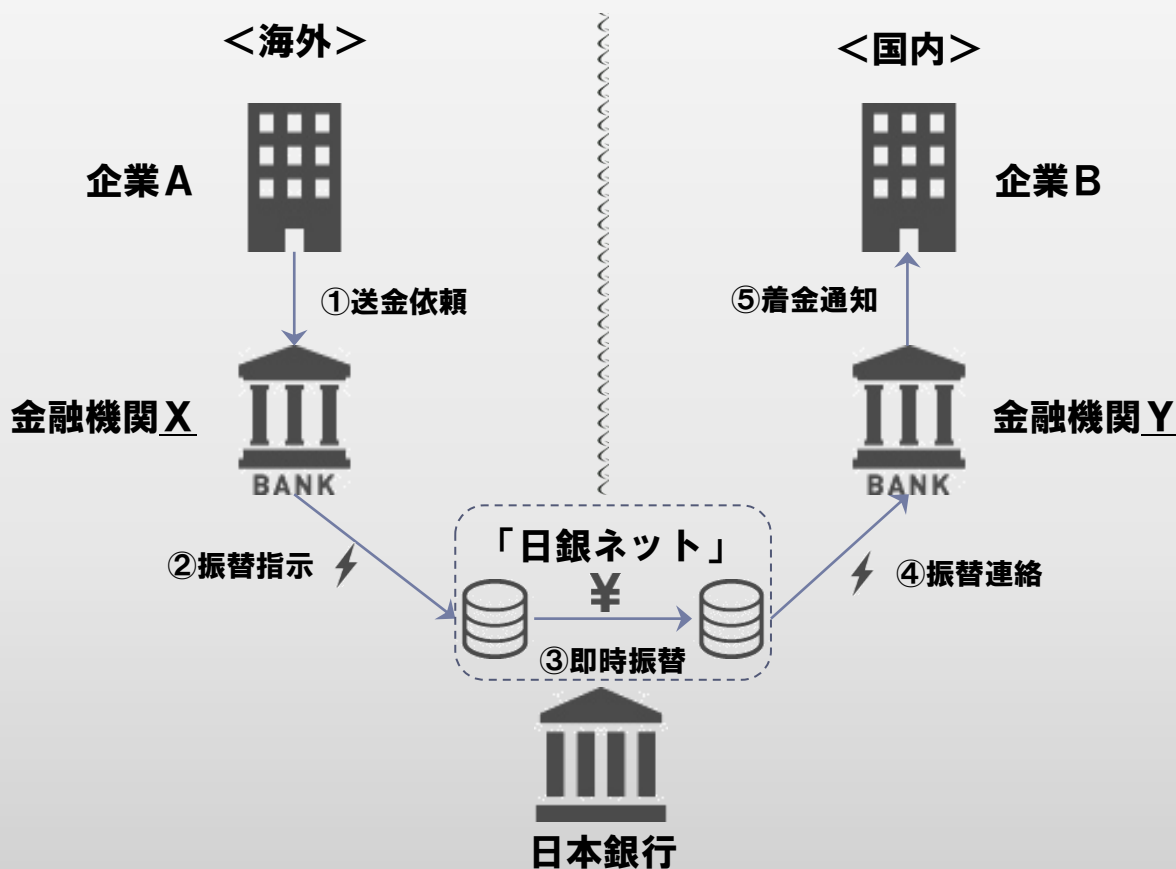 ＜海外＞
＜国内＞
企業A
企業B
①送金依頼
⑤着金通知
金融機関X
BANK
金融機関Y
BANK
②振替指示
「日銀ネット」
¥
④振替連絡
③即時振替
日本銀行